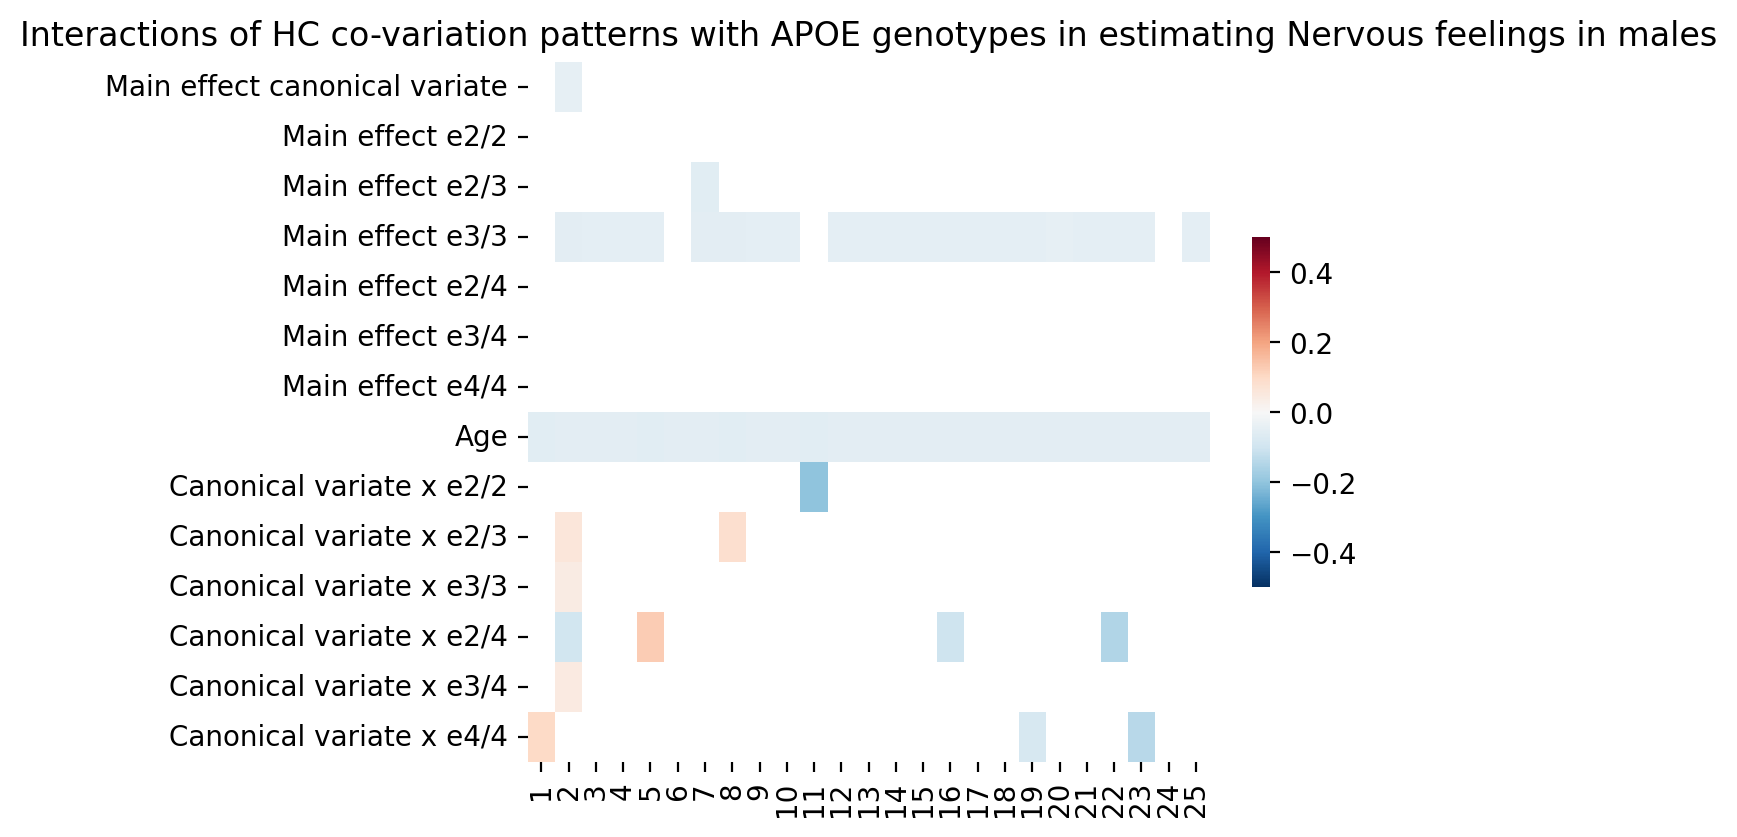 Interactions of HC co-variation patterns with APOE genotypes in estimating Nervous feelings in males
Main effect canonical variate
Main effect e2/2
Main effect e2/3
Main effect e3/3
Main effect e2/4
Main effect e3/4
Main effect e4/4
Age
Canonical variate x e2/2
Canonical variate x e2/3
Canonical variate x e3/3
Canonical variate x e2/4
Canonical variate x e3/4
Canonical variate x e4/4
0.4
0.2
0.0
−0.2
−0.4
1 2 3 4 5 6 7 8 9 10 11 12 13 14 15 16 17 18 19 20 21 22 23 24 25